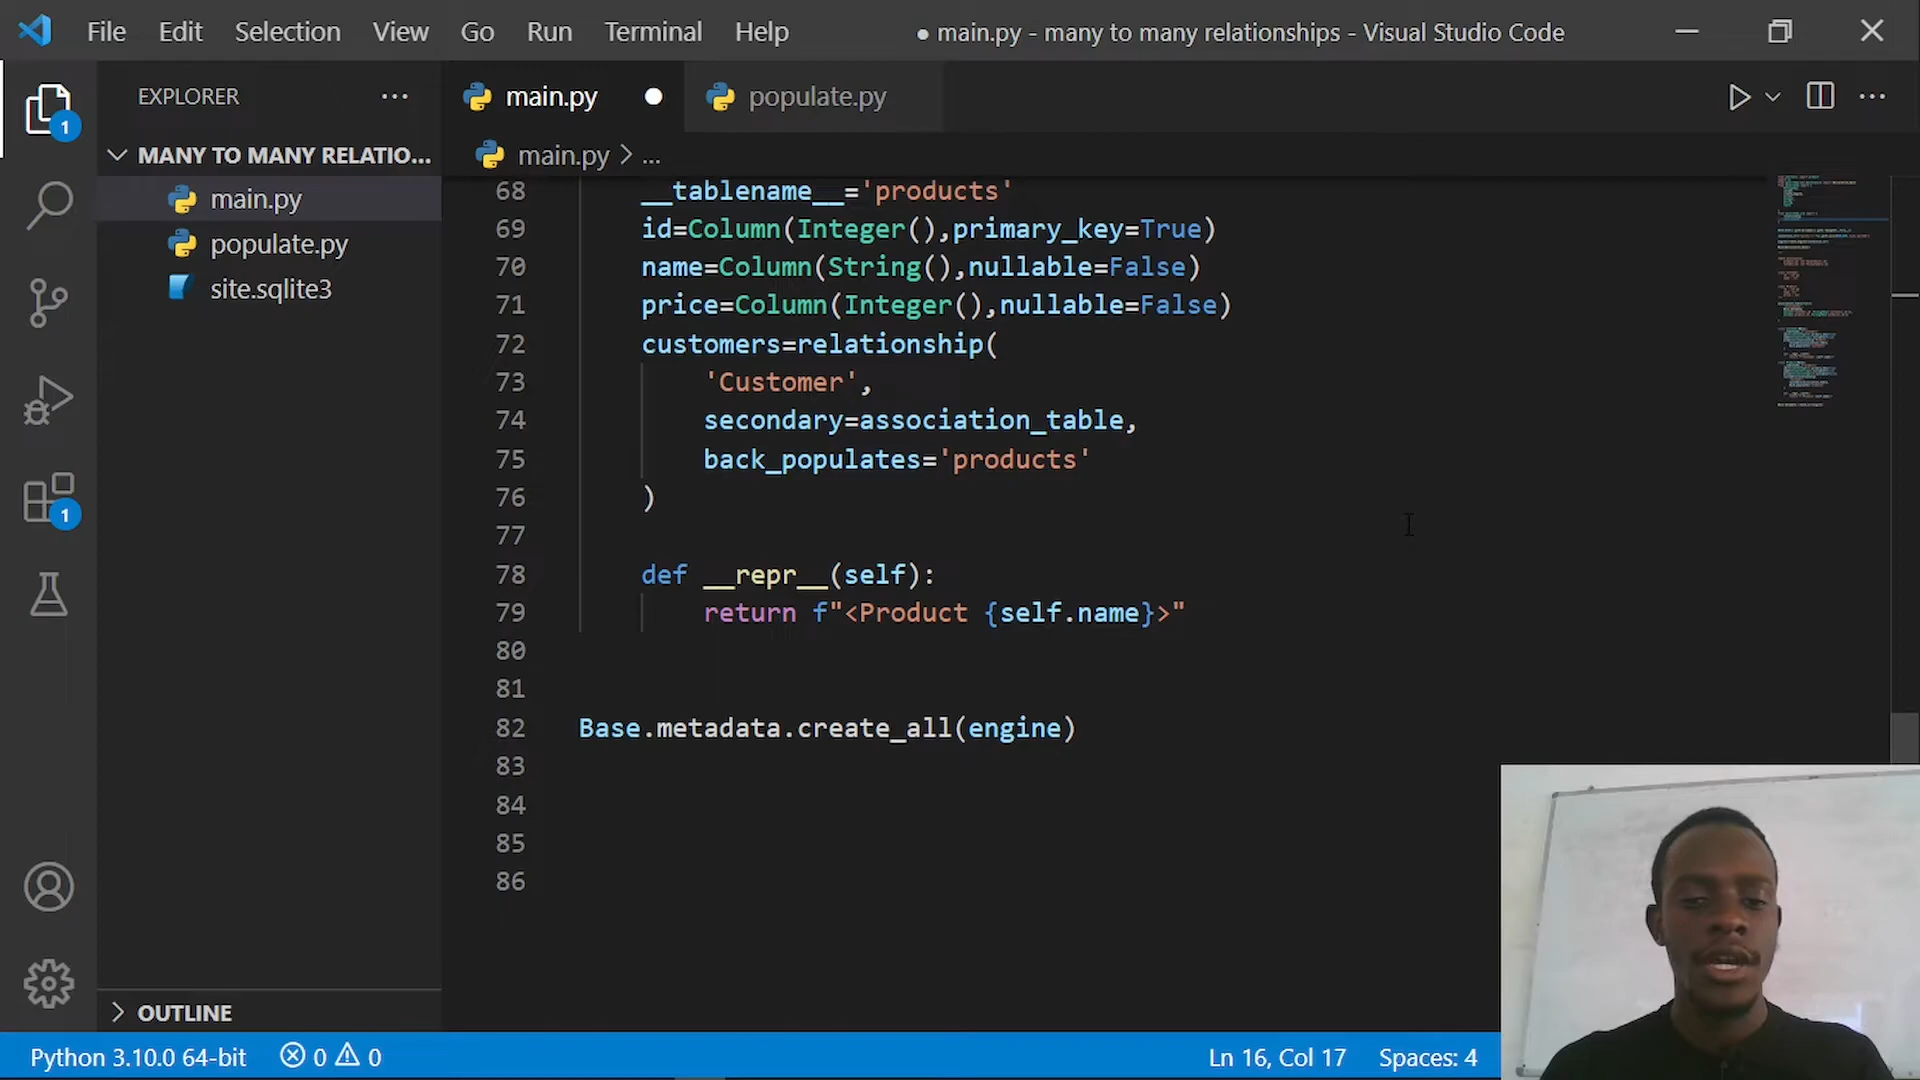 File Edit Selection View Go Run Terminal Help
● main.py - many to many relationships - Visual Studio Code
EXPLORER
main.py
populate.py
MANY TO MANY RELATIO...
main.py > ...
main.py
populate.py
site.sqlite3
1
1
68 __tablename__='products'
69 id=Column(Integer(),primary_key=True)
70 name=Column(String(),nullable=False)
71 price=Column(Integer(),nullable=False)
72 customers=relationship(
73 'Customer',
74 secondary=association_table,
75 back_populates='products'
76 )
77
78 def __repr__(self):
79 return f"<Product {self.name}>"
80
81
82 Base.metadata.create_all(engine)
83
84
85
86
OUTLINE
Python 3.10.0 64-bit 0 0 Ln 16, Col 17 Spaces: 4